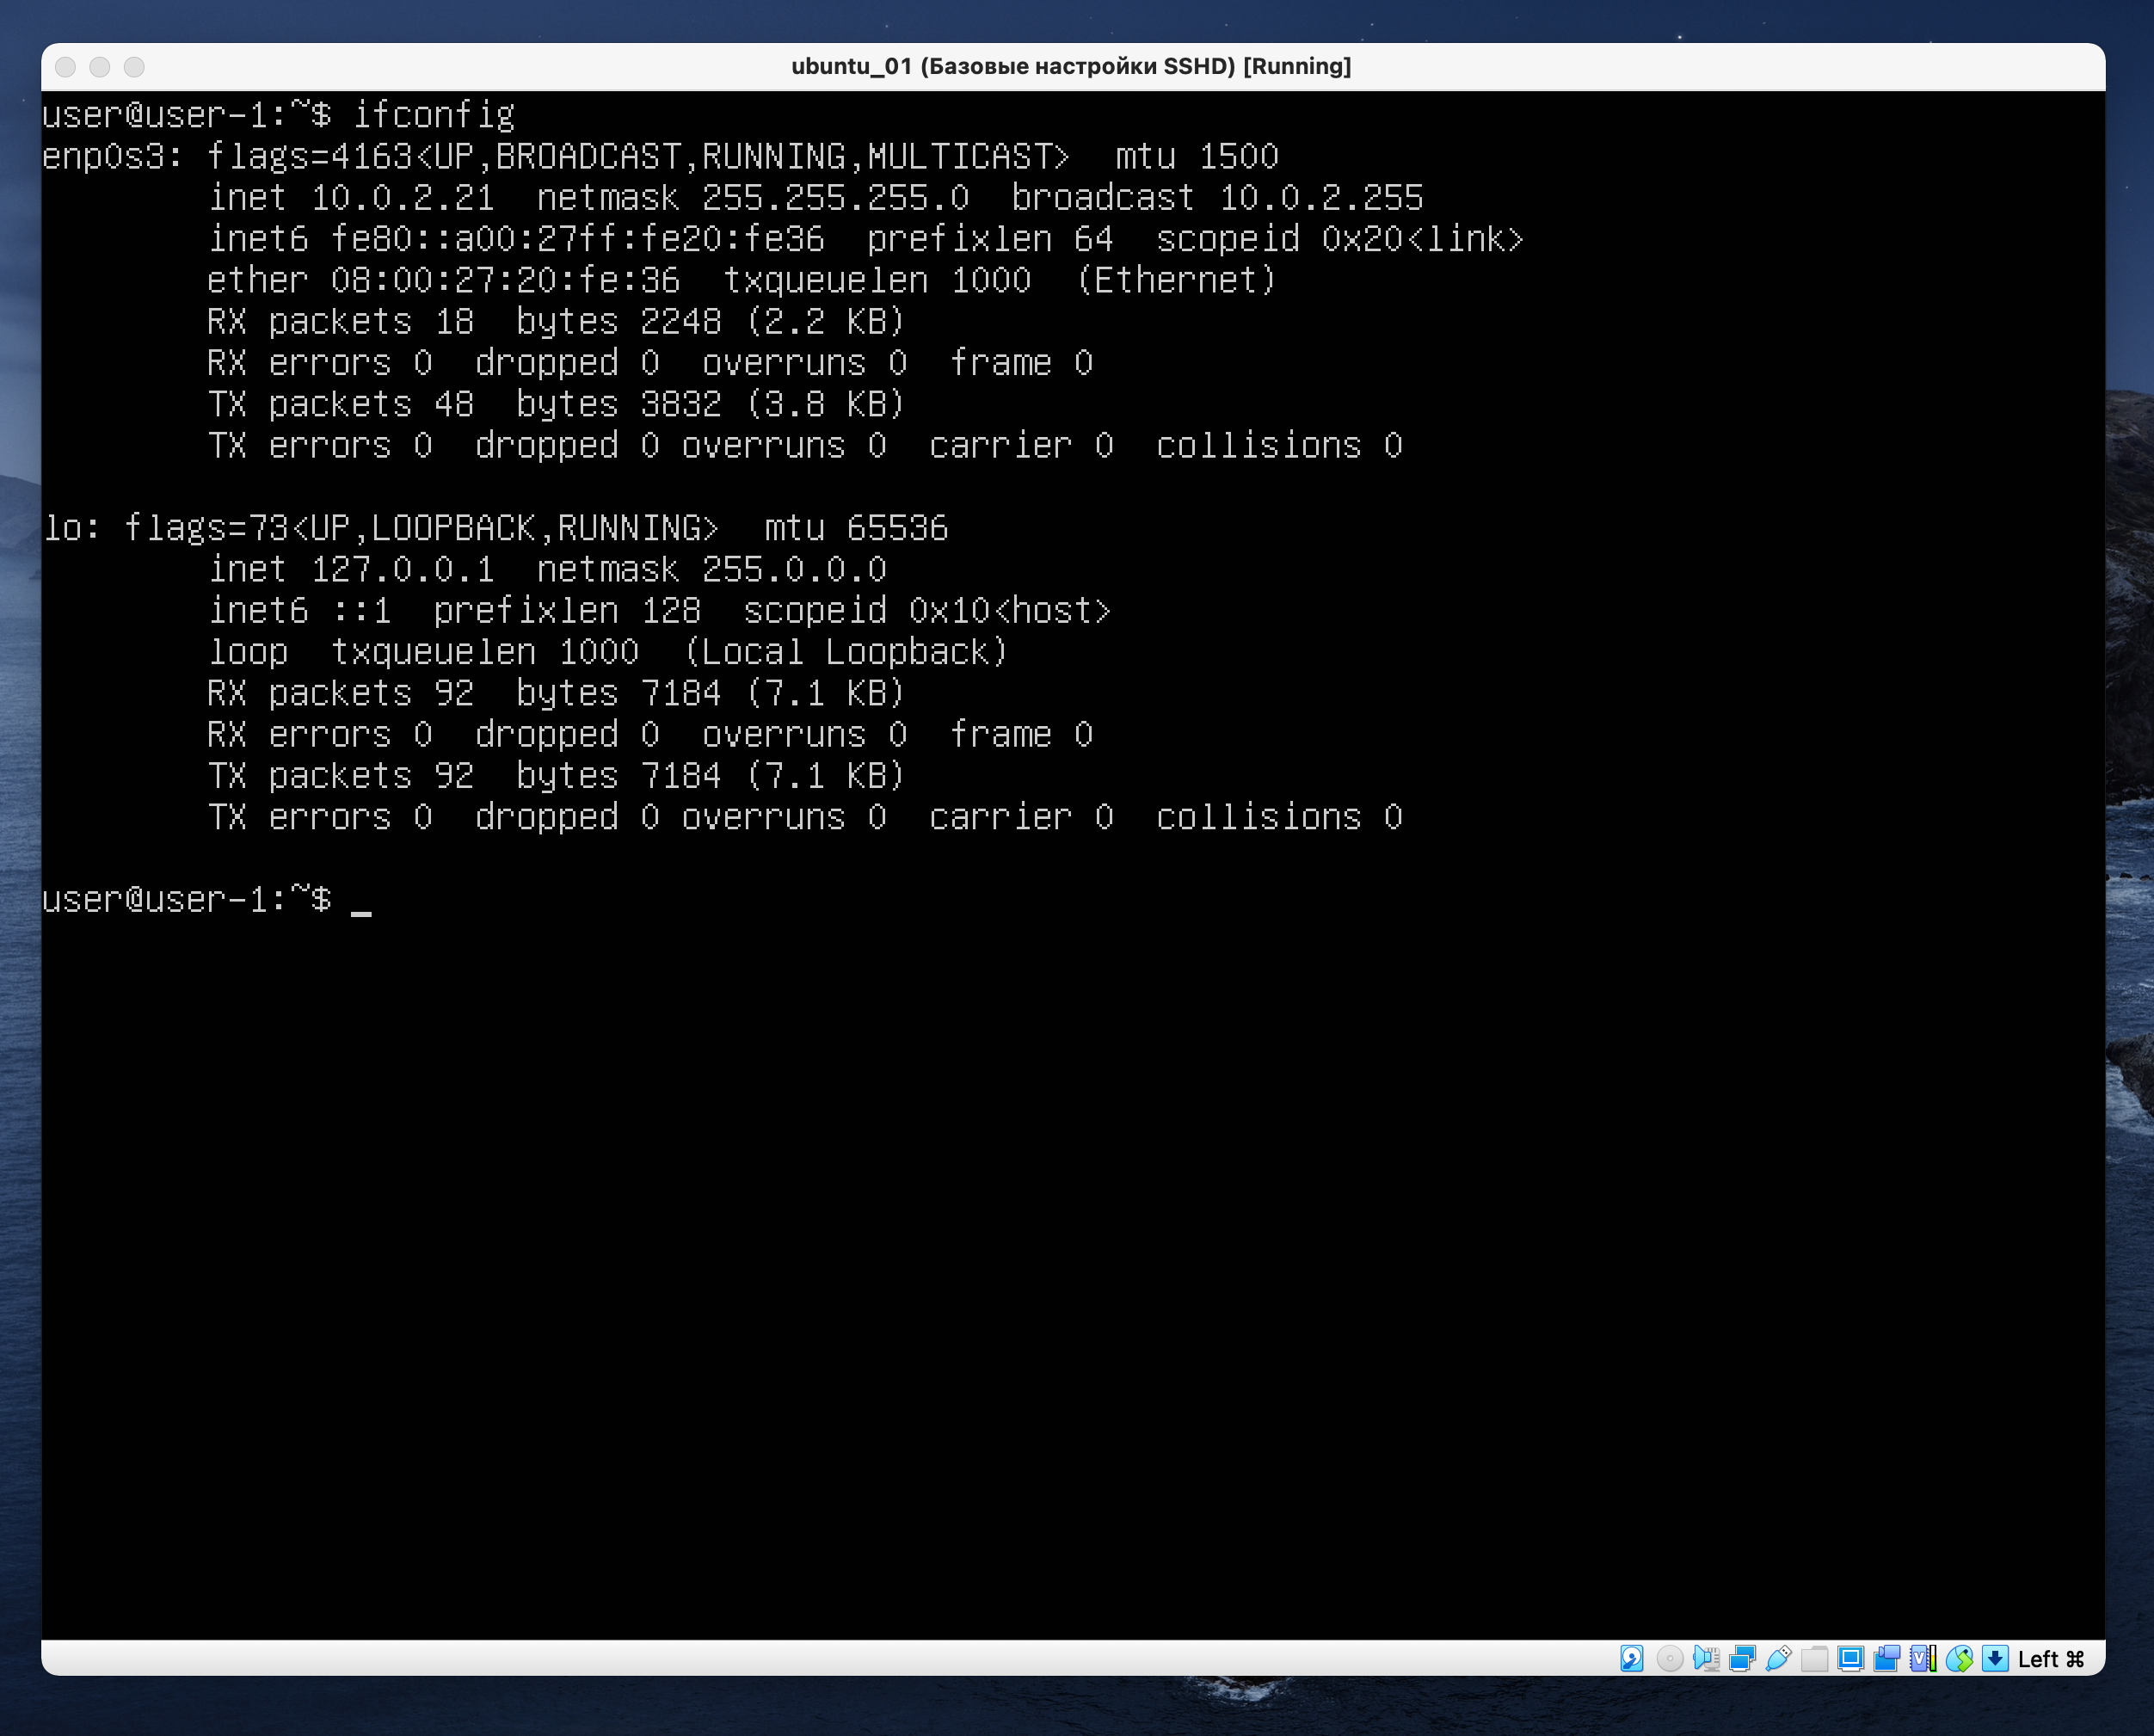 ubuntu_01 (Базовые настройки SSHD) [Running]
user@user-1:~$ ifconfig
enp0s3: flags=4163<UP,BROADCAST,RUNNING,MULTICAST>  mtu 1500
        inet 10.0.2.21  netmask 255.255.255.0  broadcast 10.0.2.255
        inet6 fe80::a00:27ff:fe20:fe36  prefixlen 64  scopeid 0x20<link>
        ether 08:00:27:20:fe:36  txqueuelen 1000  (Ethernet)
        RX packets 18  bytes 2248 (2.2 KB)
        RX errors 0  dropped 0  overruns 0  frame 0
        TX packets 48  bytes 3832 (3.8 KB)
        TX errors 0  dropped 0 overruns 0  carrier 0  collisions 0

lo: flags=73<UP,LOOPBACK,RUNNING>  mtu 65536
        inet 127.0.0.1  netmask 255.0.0.0
        inet6 ::1  prefixlen 128  scopeid 0x10<host>
        loop  txqueuelen 1000  (Local Loopback)
        RX packets 92  bytes 7184 (7.1 KB)
        RX errors 0  dropped 0  overruns 0  frame 0
        TX packets 92  bytes 7184 (7.1 KB)
        TX errors 0  dropped 0 overruns 0  carrier 0  collisions 0

user@user-1:~$ _
Left ⌘